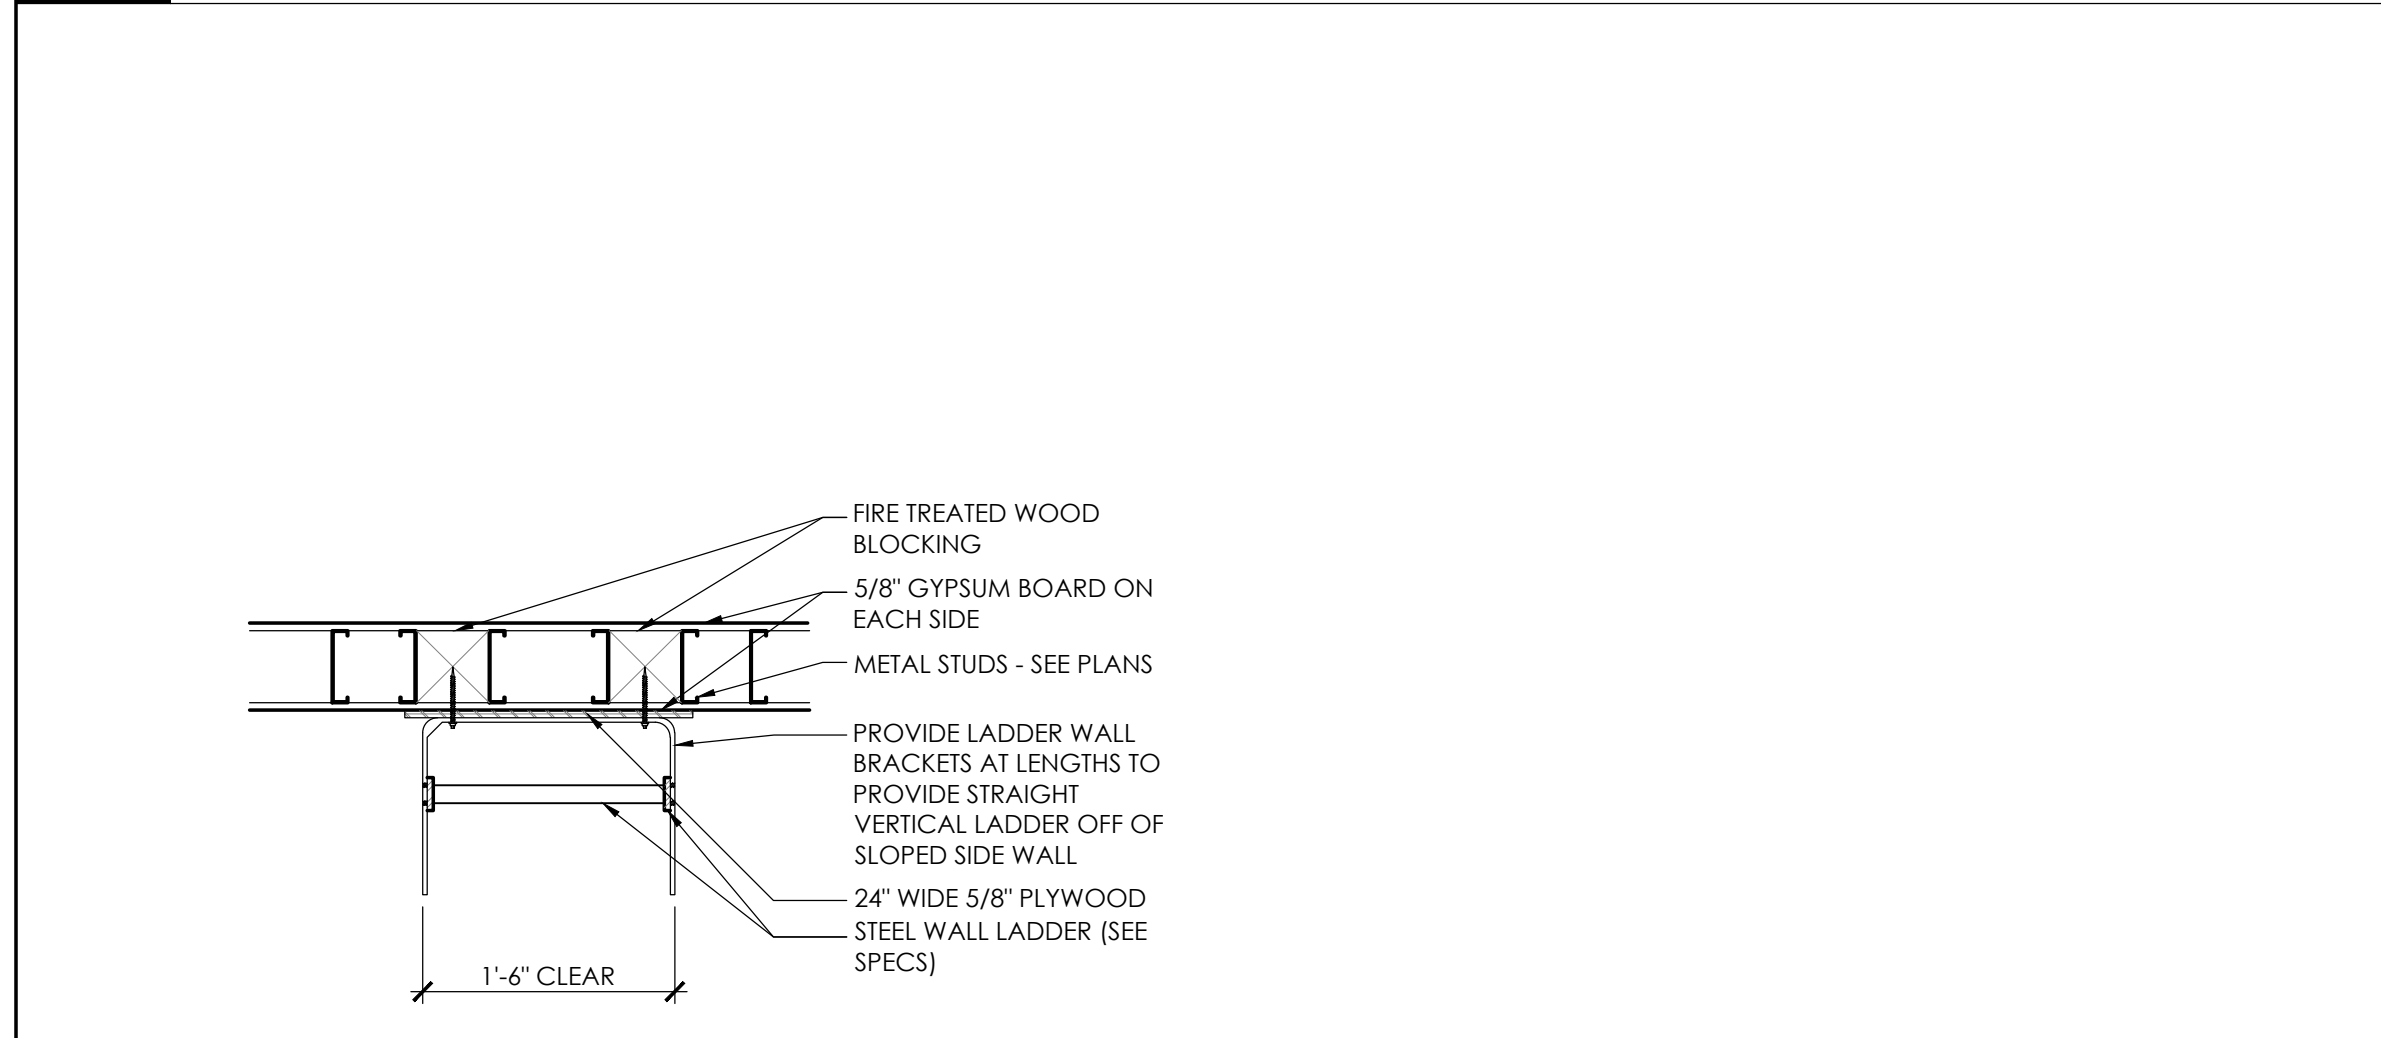 FIRE TREATED WOOD
BLOCKING
5/8" GYPSUM BOARD ON
EACH SIDE
METAL STUDS - SEE PLANS
PROVIDE LADDER WALL
BRACKETS AT LENGTHS TO
PROVIDE STRAIGHT
VERTICAL LADDER OFF OF
SLOPED SIDE WALL
24" WIDE 5/8" PLYWOOD
STEEL WALL LADDER (SEE
SPECS)
1'-6" CLEAR